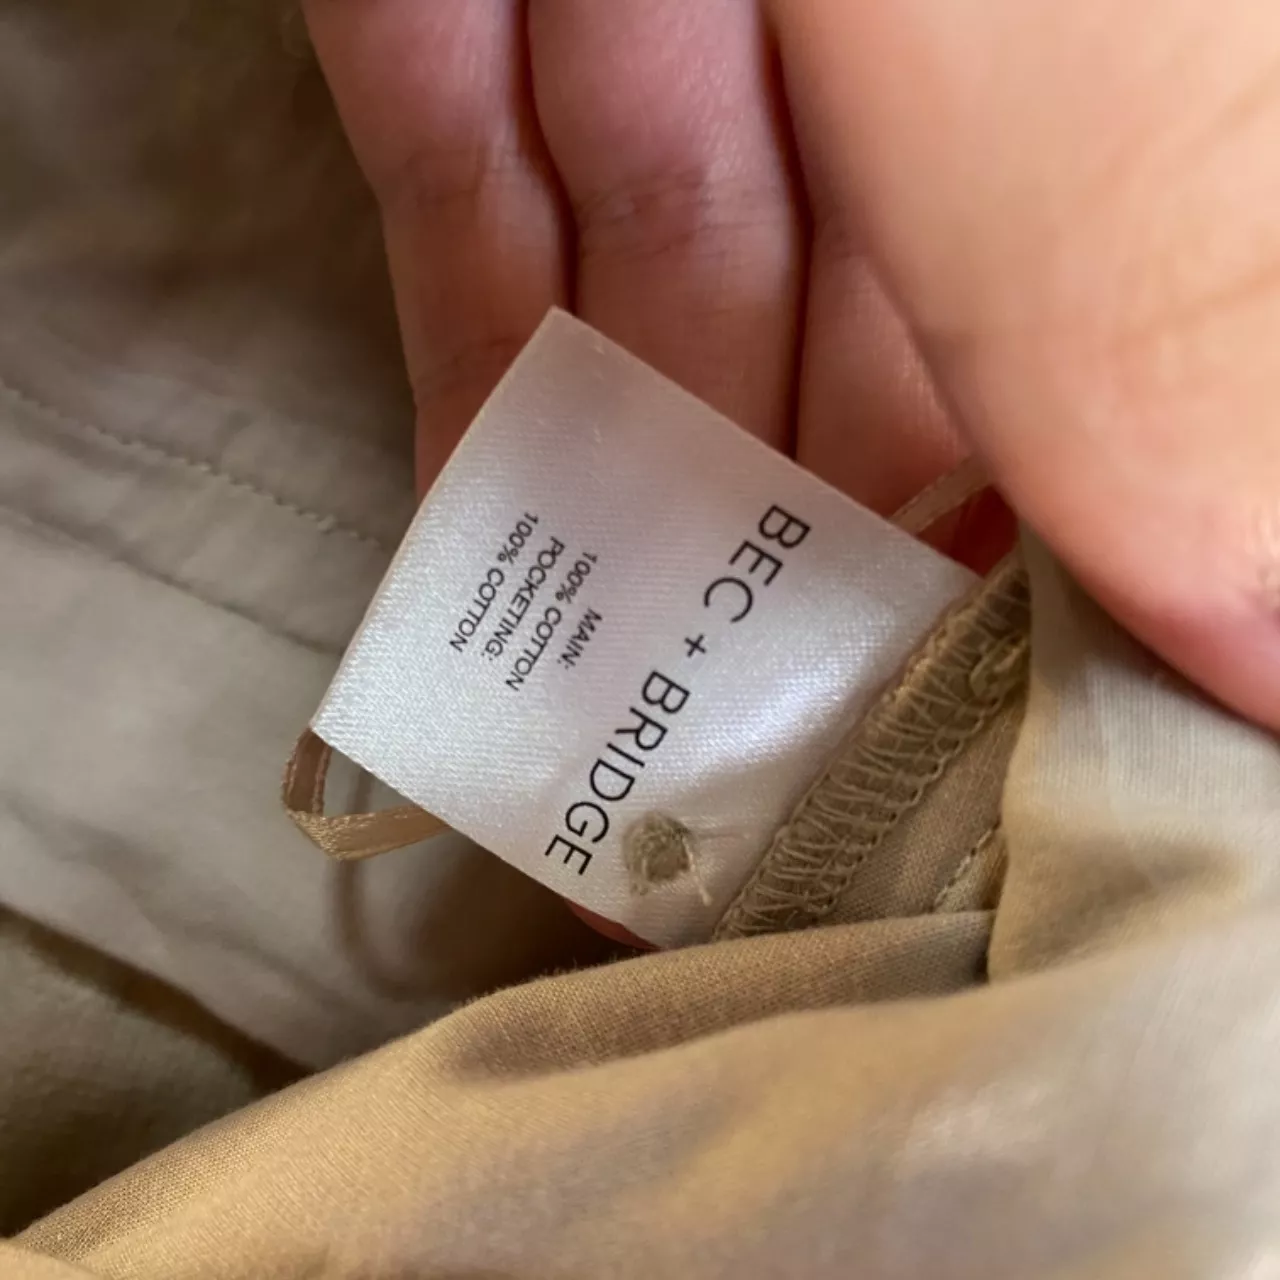 BEC + BRIDGE
MAIN:
100% COTTON
POCKETING:
100% COTTON